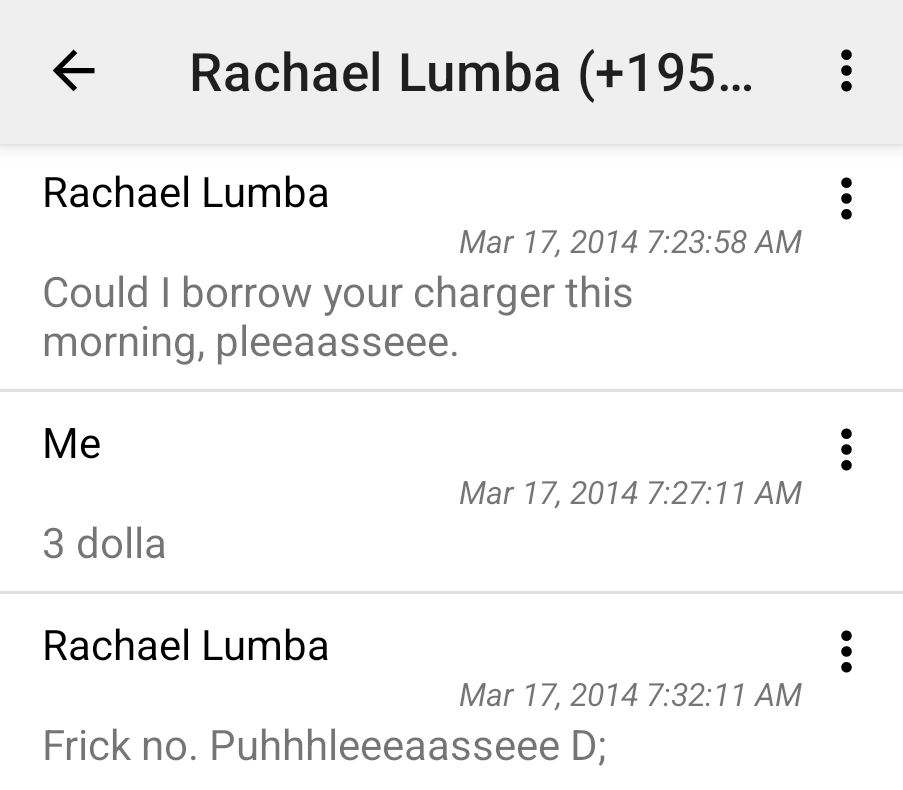 Rachael Lumba (+195...
Rachael Lumba
Mar 17, 2014 7:23:58 AM
Could I borrow your charger this
morning, pleeaasseee.
Me
Mar 17, 2014 7:27:11 AM
3 dolla
Rachael Lumba
Mar 17, 2014 7:32:11 AM
Frick no. Puhhhleeeaasseee D;